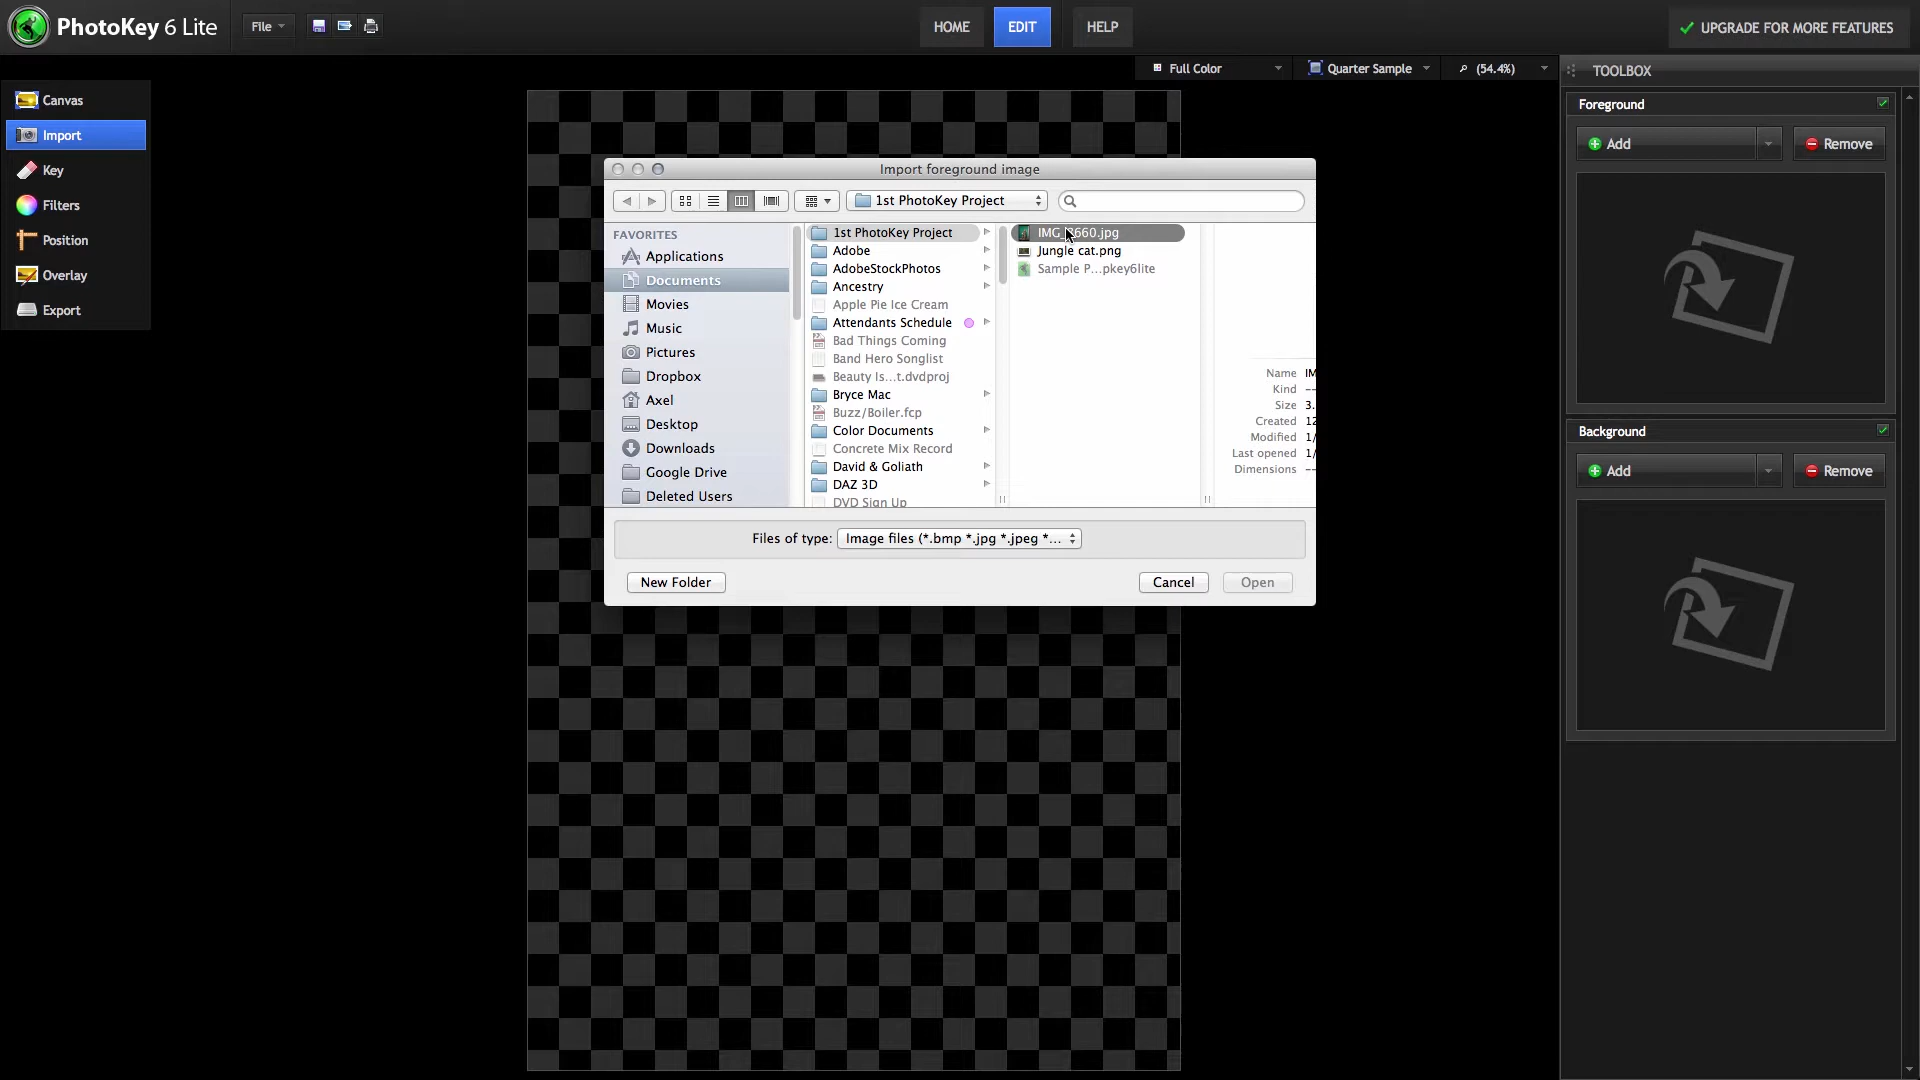 PhotoKey 6 Lite
File
HOME
EDIT
HELP
UPGRADE FOR MORE FEATURES
Full Color
Quarter Sample
(54.4%)
TOOLBOX
Canvas
Import
Key
Filters
Position
Overlay
Export
Foreground
Add
Remove
Background
Add
Remove
Import foreground image
1st PhotoKey Project
FAVORITES
Applications
Documents
Movies
Music
Pictures
Dropbox
Axel
Desktop
Downloads
Google Drive
Deleted Users
1st PhotoKey Project
Adobe
AdobeStockPhotos
Ancestry
Apple Pie Ice Cream
Attendants Schedule
Bad Things Coming
Band Hero Songlist
Beauty Is...t.dvdproj
Bryce Mac
Buzz/Boiler.fcp
Color Documents
Concrete Mix Record
David & Goliath
DAZ 3D
DVD Sign Up
Jungle cat.png
Sample P...pkey6lite
Name IM
Kind --
Size 3.
Created 12
Modified 1/
Last opened 1/
Dimensions --
Files of type: Image files (*.bmp *.jpg *.jpeg *...
New Folder
Cancel
Open